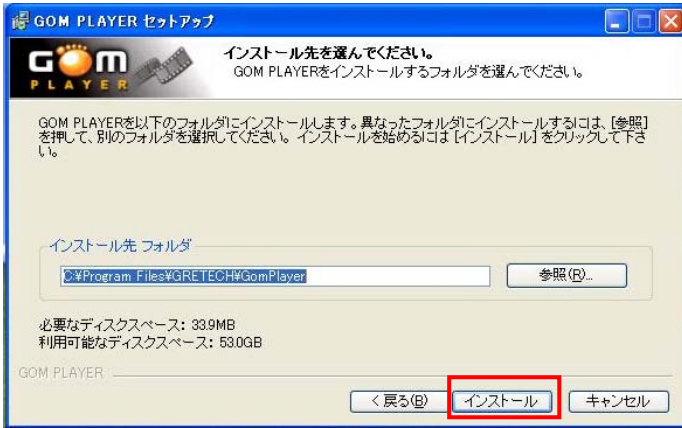 GOM PLAYER セットアップ
GOM
PLAYER
インストール先を選んでください。
GOM PLAYERをインストールするフォルダを選んでください。
GOM PLAYERを以下のフォルダにインストールします。異なったフォルダにインストールするには、[参照]
を押して、別のフォルダを選択してください。インストールを始めるには [インストール] をクリックして下さ
い。
インストール先 フォルダ
C:¥Program Files¥GRETECH¥GomPlayer
参照(R)...
必要なディスクスペース: 33.9MB
利用可能なディスクスペース: 53.0GB
GOM PLAYER
< 戻る(B)
インストール
キャンセル